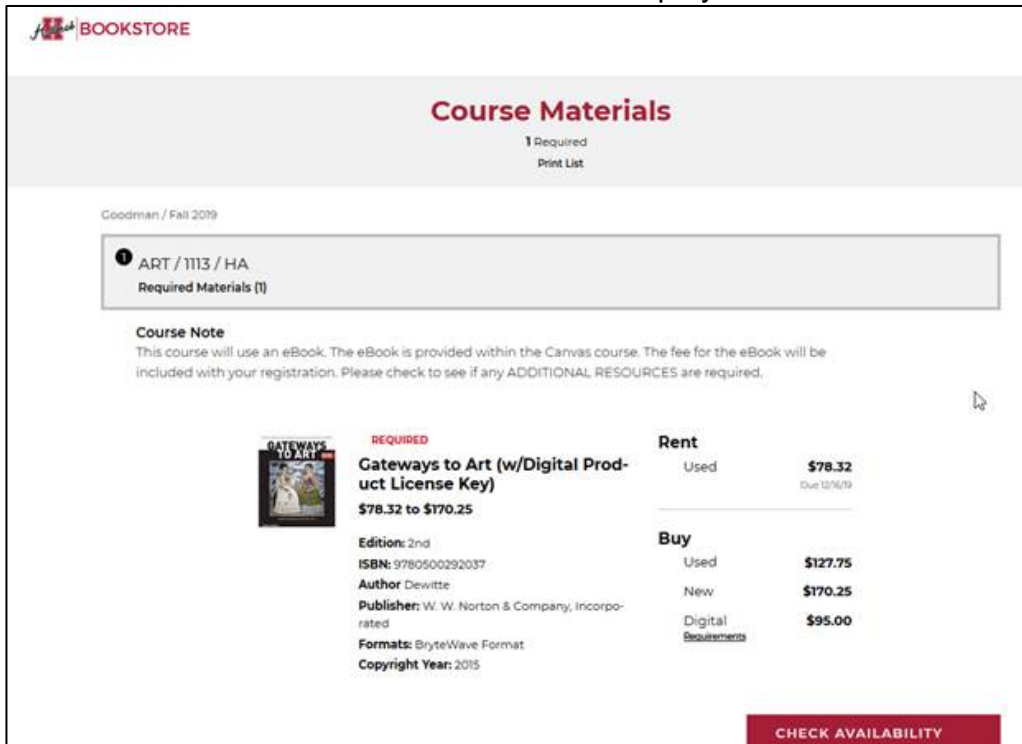 BOOKSTORE
Course Materials
1 Required
Print List
Goodman / Fall 2019
1 ART / 1113 / HA
Required Materials (1)
Course Note
This course will use an eBook. The eBook is provided within the Canvas course. The fee for the eBook will be
included with your registration. Please check to see if any ADDITIONAL RESOURCES are required.
GATEWAYS
TO ART
REQUIRED
Gateways to Art (w/Digital Prod-
uct License Key)
$78.32 to $170.25
Edition: 2nd
ISBN: 9780500292037
Author Dewitte
Publisher: W. W. Norton & Company, Incorpo-
rated
Formats: BryteWave Format
Copyright Year: 2015
Rent
Used $78.32
Due 12/16/19
Buy
Used $127.75
New $170.25
Digital $95.00
Requirements
CHECK AVAILABILITY